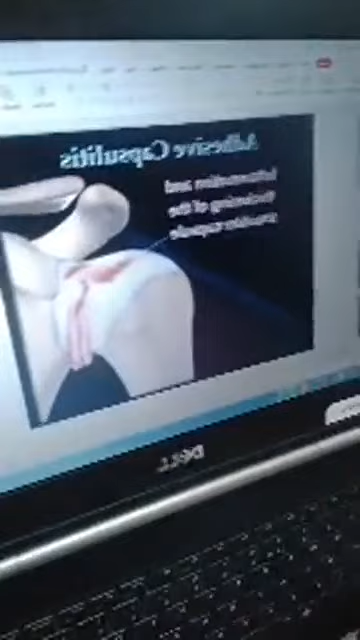 Adhesive Capsulitis
Inflammation and
thickening of the
shoulder capsule
DELL